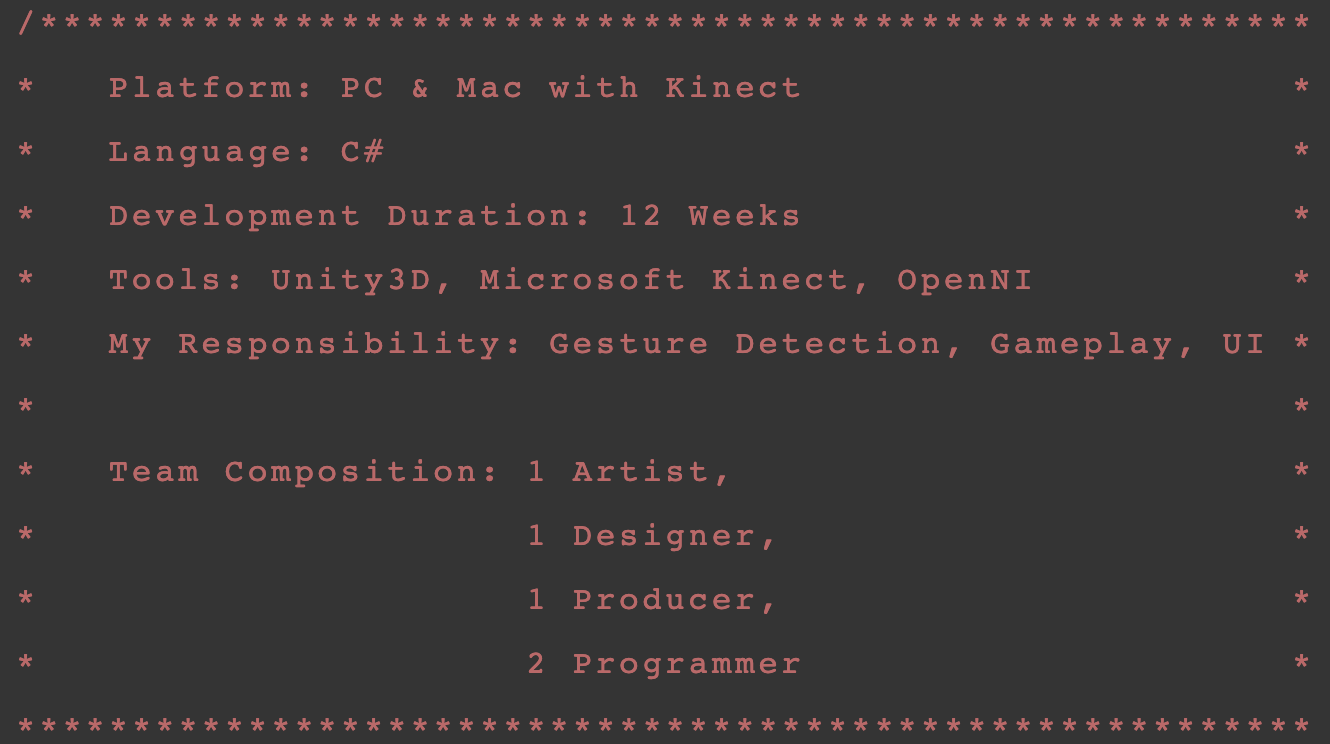 /*******************************************************
*   Platform: PC & Mac with Kinect                     *
*   Language: C#                                       *
*   Development Duration: 12 Weeks                     *
*   Tools: Unity3D, Microsoft Kinect, OpenNI           *
*   My Responsibility: Gesture Detection, Gameplay, UI *
*                                                      *
*   Team Composition: 1 Artist,                        *
*                     1 Designer,                      *
*                     1 Producer,                      *
*                     2 Programmer                     *
********************************************************